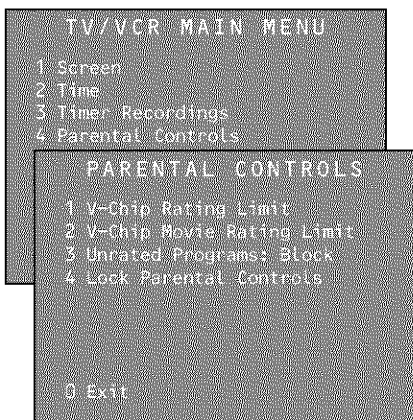 TV/VCR MAIN MENU
1 Screen
2 Time
3 Timer Recordings
4 Parental Controls
PARENTAL CONTROLS
1 V-Chip Rating Limit
2 V-Chip Movie Rating Limit
3 Unrated Programs: Block
4 Lock Parental Controls
0 Exit